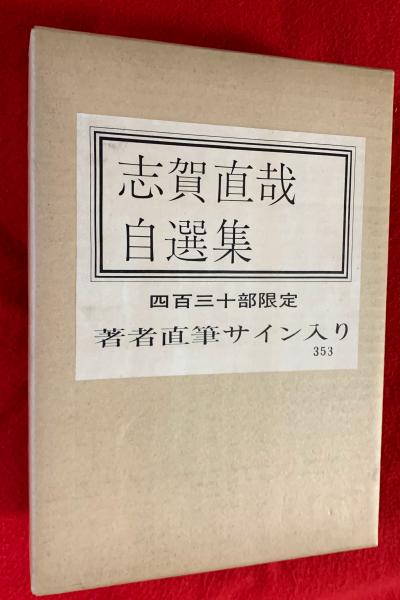 志賀直哉
自選集
四百三十部限定
著者直筆サイン入り
353